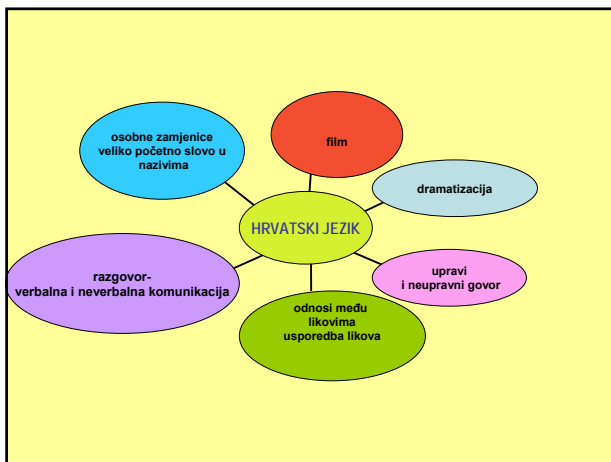 osobne zamjenice
veliko početno slovo u
nazivima
film
dramatizacija
HRVATSKI JEZIK
razgovor-
verbalna i neverbalna komunikacija
upravi
i neupravni govor
odnosi među
likovima
usporedba likova